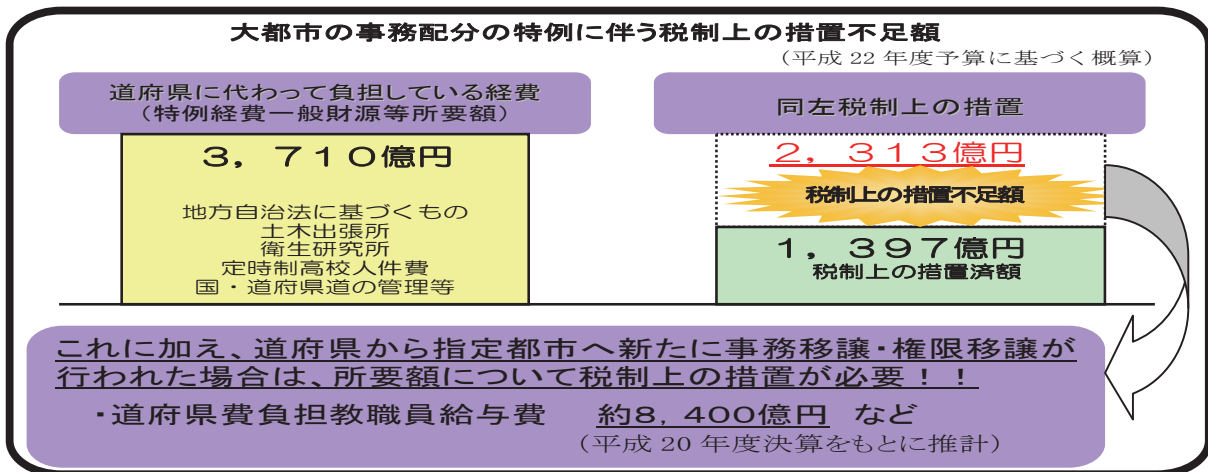 大都市の事務配分の特例に伴う税制上の措置不足額
（平成 22 年度予算に基づく概算）
道府県に代わって負担している経費
（特例経費一般財源等所要額）
3，710億円
地方自治法に基づくもの
土木出張所
衛生研究所
定時制高校人件費
国・道府県道の管理等
同左税制上の措置
2，313億円
税制上の措置不足額
1，397億円
税制上の措置済額
これに加え、道府県から指定都市へ新たに事務移譲・権限移譲が
行われた場合は、所要額について税制上の措置が必要！！
・道府県費負担教職員給与費　約8，400億円　など
（平成 20 年度決算をもとに推計）